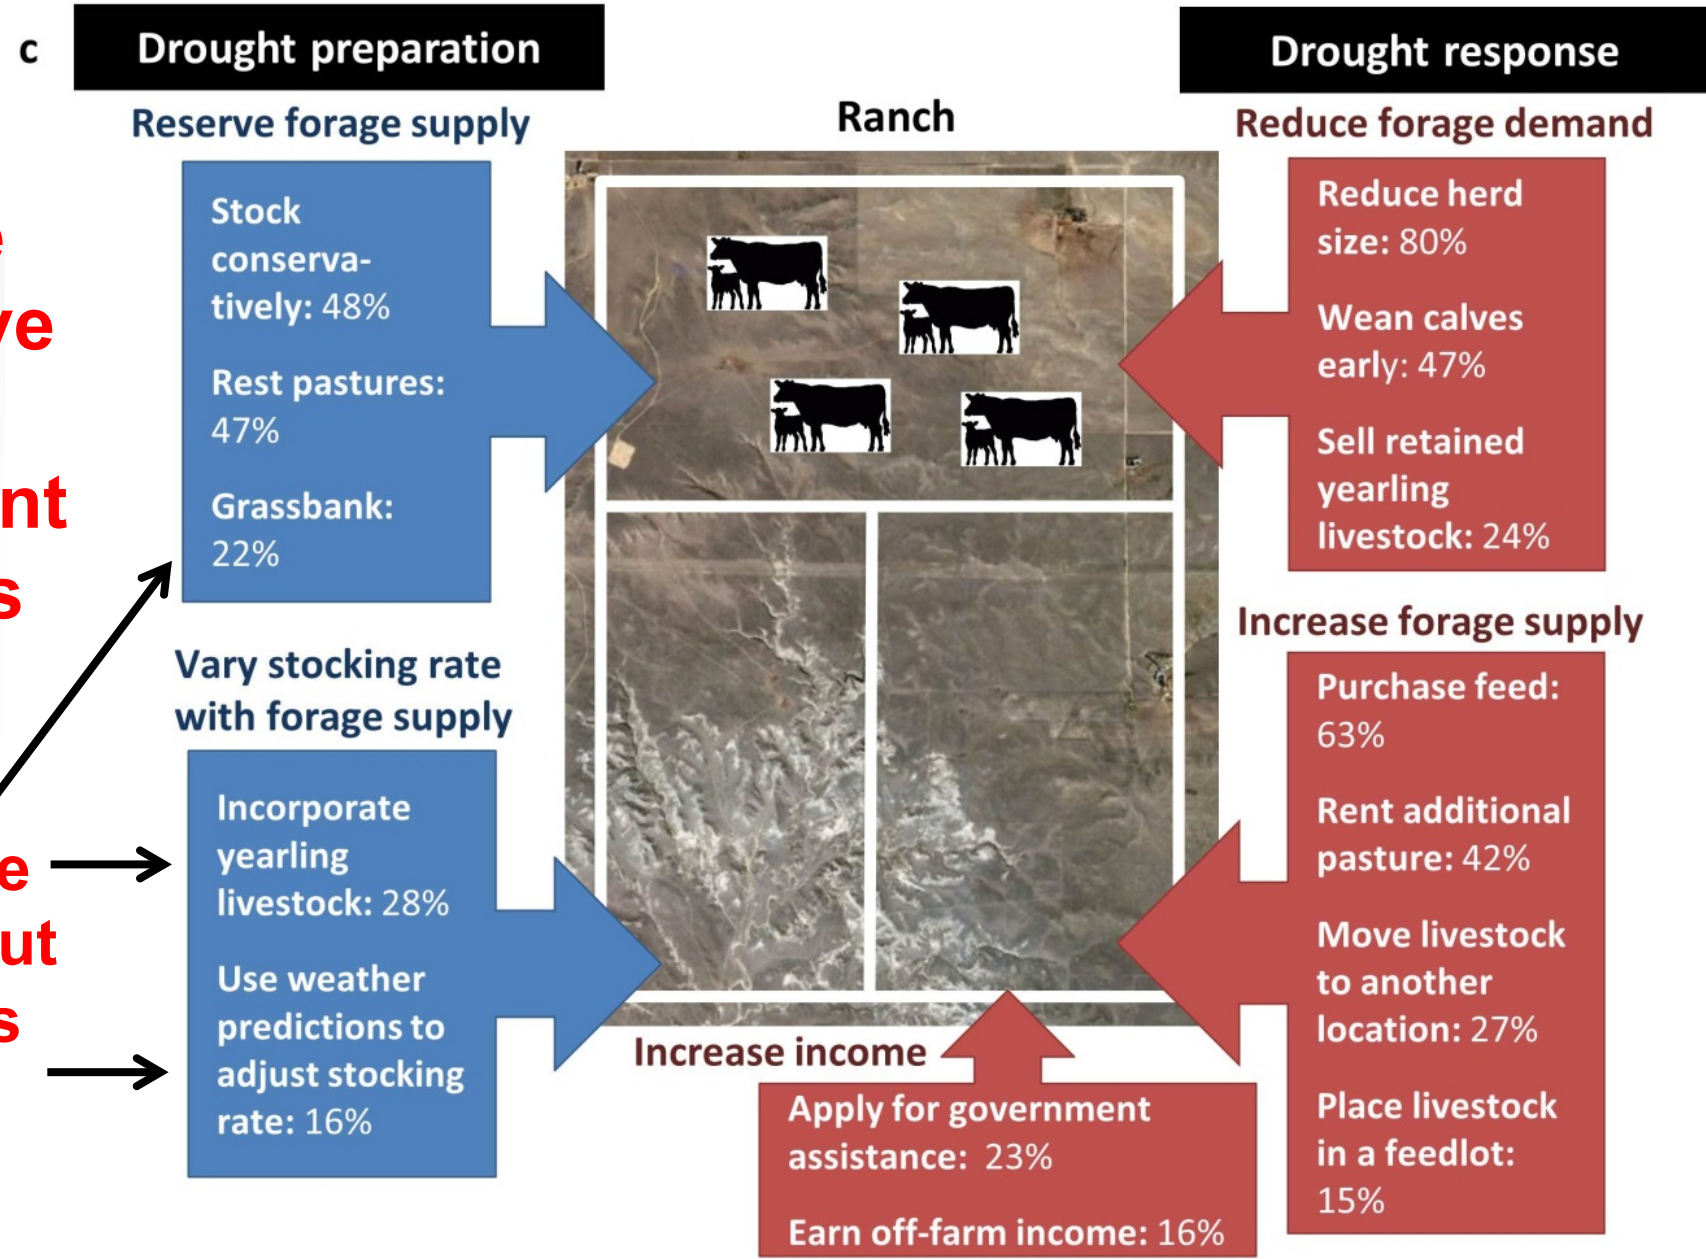 c
Drought preparation
Reserve forage supply
Stock
conserva-
tively: 48%
Rest pastures:
47%
Grassbank:
22%
Vary stocking rate
with forage supply
Incorporate
yearling
livestock: 28%
Use weather
predictions to
adjust stocking
rate: 16%
Ranch
Increase income
Apply for government
assistance: 23%
Earn off-farm income: 16%
Drought response
Reduce forage demand
Reduce herd
size: 80%
Wean calves
early: 47%
Sell retained
yearling
livestock: 24%
Increase forage supply
Purchase feed:
63%
Rent additional
pasture: 42%
Move livestock
to another
location: 27%
Place livestock
in a feedlot:
15%